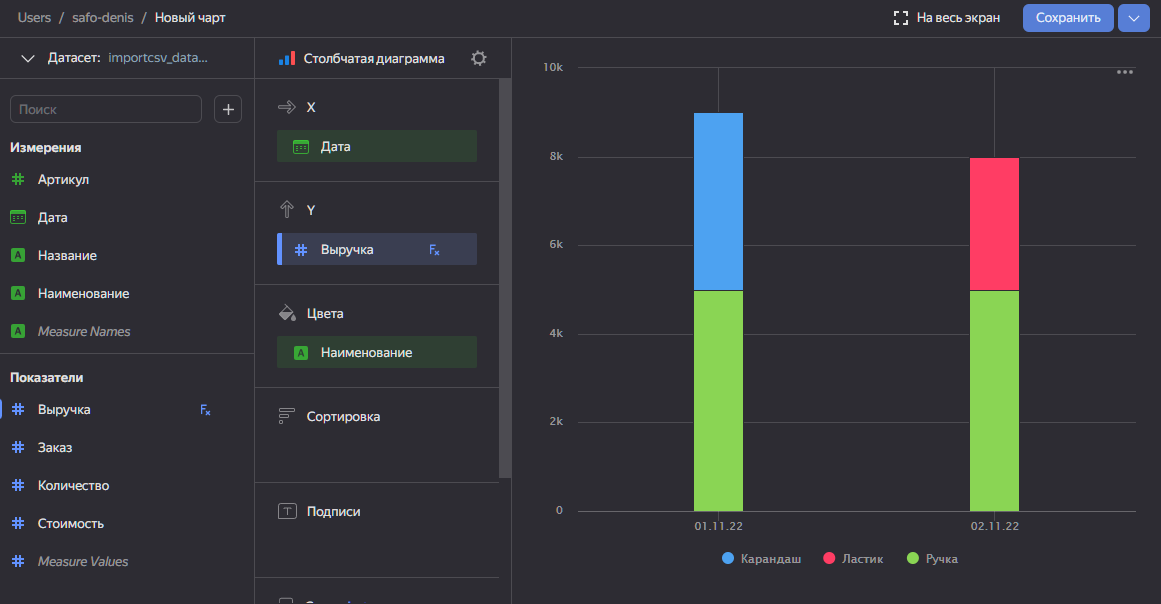 Users / safo-denis / Новый чарт
На весь экран
Сохранить
Датасет: importcsv_data...
Поиск
+
Измерения
Артикул
Дата
A Название
A Наименование
A Measure Names
Показатели
Выручка Fx
Заказ
Количество
Стоимость
Measure Values
Столбчатая диаграмма
X
Дата
Y
Выручка Fx
Цвета
A Наименование
Сортировка
T Подписи
10k
8k
6k
4k
2k
0
01.11.22 02.11.22
Карандаш Ластик Ручка